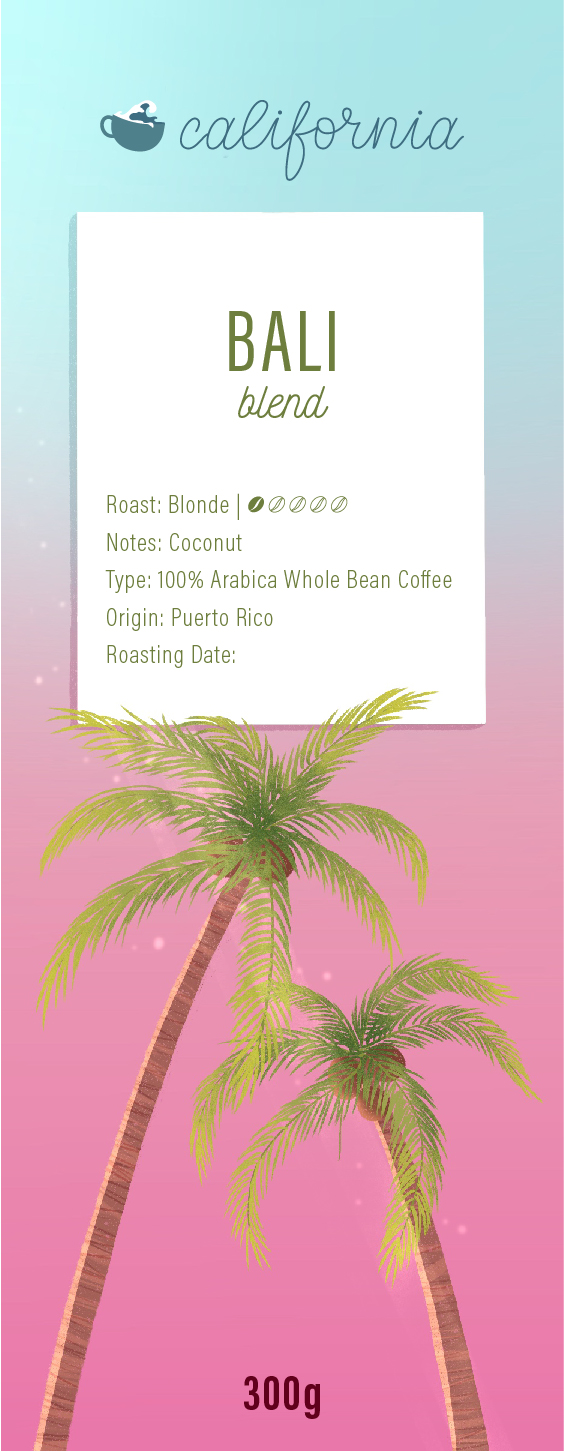 california
BALI
blend
Roast: Blonde |
Notes: Coconut
Type: 100% Arabica Whole Bean Coffee
Origin: Puerto Rico
Roasting Date:
300g